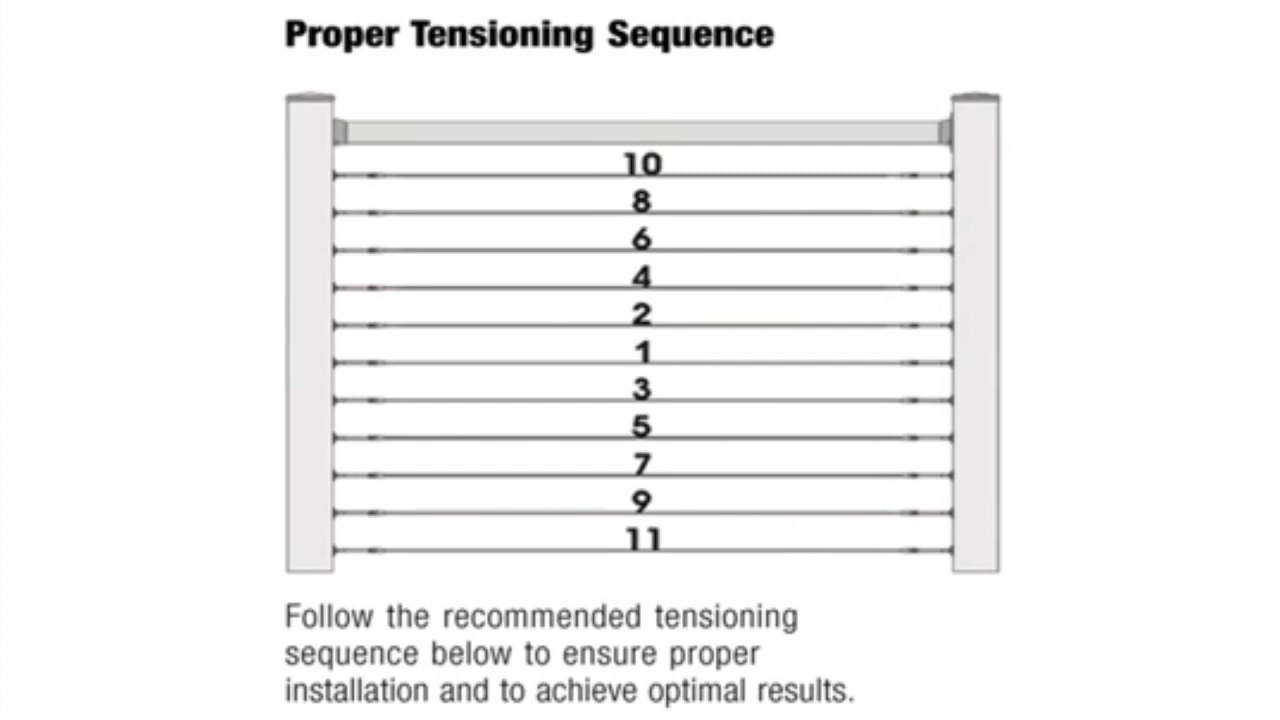 Proper Tensioning Sequence
10
8
6
4
2
1
3
5
7
9
11
Follow the recommended tensioning
sequence below to ensure proper
installation and to achieve optimal results.